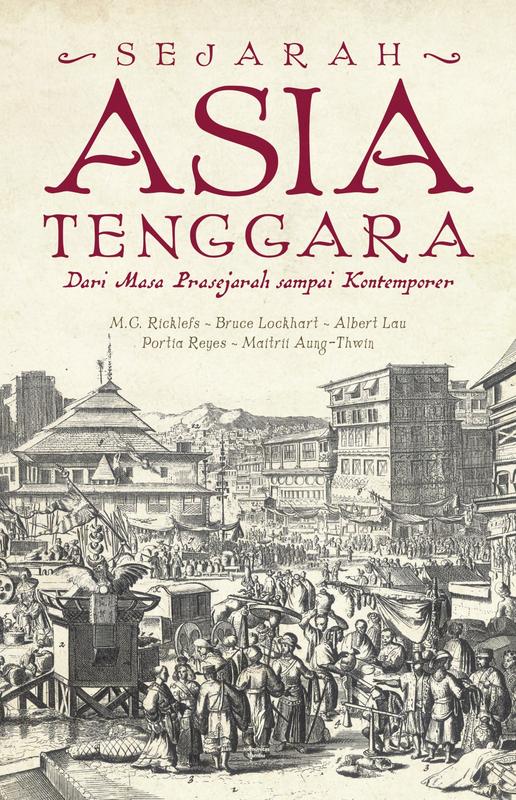 SEJARAH
ASIA
TENGGARA
Dari Masa Prasejarah sampai Kontemporer
M.C. Ricklefs ~ Bruce Lockhart ~ Albert Lau
Portia Reyes ~ Maitrii Aung-Thwin